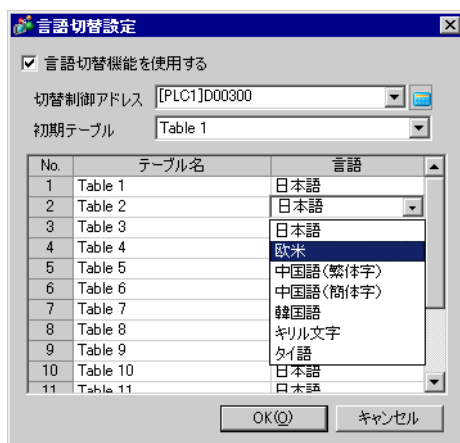 言語切替設定
言語切替機能を使用する
切替制御アドレス [PLC1]D00300
初期テーブル Table 1
No. テーブル名 言語
1 Table 1 日本語
2 Table 2 日本語
3 Table 3 日本語
4 Table 4 欧米
5 Table 5 中国語(繁体字)
6 Table 6 中国語(簡体字)
7 Table 7 韓国語
8 Table 8 キリル文字
9 Table 9 タイ語
10 Table 10 日本語
11 Table 11 日本語
OK(O) キャンセル